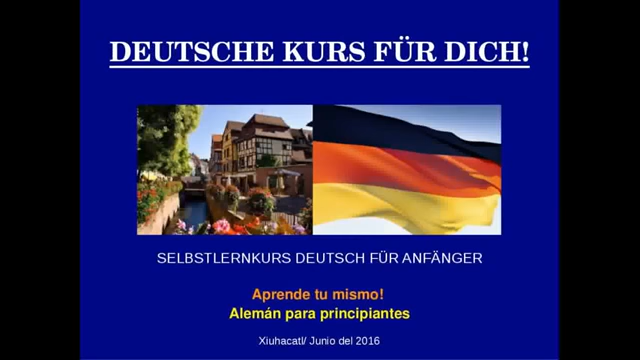 DEUTSCHE KURS FÜR DICH!
SELBSTLERNKURS DEUTSCH FÜR ANFÄNGER
Aprende tu mismo!
Alemán para principiantes
Xiuhacatl/ Junio del 2016